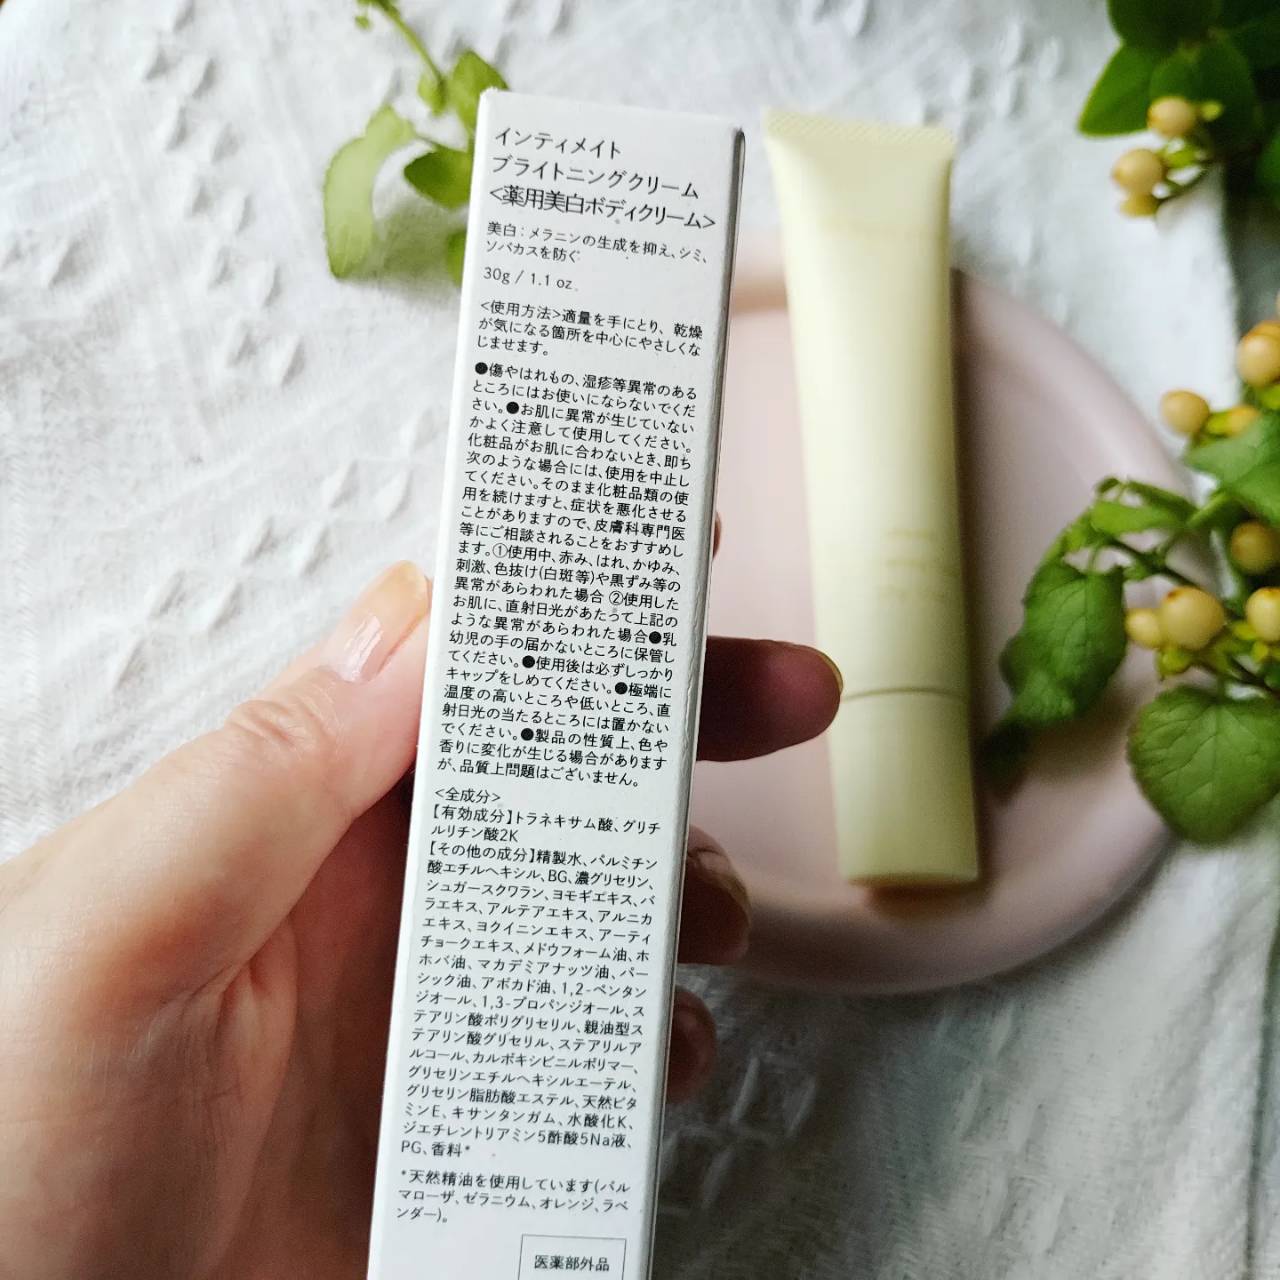 インティメイト
ブライトニングクリーム
<薬用美白ボディクリーム>
美白：メラニンの生成を抑え、シミ、
ソバカスを防ぐ
30g / 1.1 oz.
<使用方法>適量を手にとり、乾燥
が気になる箇所を中心にやさしくな
じませます。
●傷やはれもの、湿疹等異常のある
ところにはお使いにならないでくだ
さい。●お肌に異常が生じていない
かよく注意して使用してください。
化粧品がお肌に合わないとき、即ち
次のような場合には、使用を中止し
てください。そのまま化粧品類の使
用を続けますと、症状を悪化させる
ことがありますので、皮膚科専門医
等にご相談されることをおすすめし
ます。①使用中、赤み、はれ、かゆみ、
刺激、色抜け(白斑等)や黒ずみ等の
異常があらわれた場合 ②使用した
お肌に、直射日光があたって上記の
ような異常があらわれた場合●乳
幼児の手の届かないところに保管し
てください。●使用後は必ずしっかり
キャップをしめてください。●極端に
温度の高いところや低いところ、直
射日光の当たるところには置かない
でください。●製品の性質上、色や
香りに変化が生じる場合があります
が、品質上問題はございません。
<全成分>
【有効成分】トラネキサム酸、グリチ
ルリチン酸2K
【その他の成分】精製水、パルミチン
酸エチルヘキシル、BG、濃グリセリン、
シュガースクワラン、ヨモギエキス、バ
ラエキス、アルテアエキス、アルニカ
エキス、ヨクイニンエキス、アーティ
チョークエキス、メドウフォーム油、ホ
ホバ油、マカデミアナッツ油、パー
シック油、アボカド油、1,2-ペンタン
ジオール、1,3-プロパンジオール、ス
テアリン酸ポリグリセリル、親油型ス
テアリン酸グリセリル、ステアリルア
ルコール、カルボキシビニルポリマー、
グリセリンエチルヘキシルエーテル、
グリセリン脂肪酸エステル、天然ビタ
ミンE、キサンタンガム、水酸化K、
ジエチレントリアミン5酢酸5Na液、
PG、香料*
*天然精油を使用しています(パル
マローザ、ゼラニウム、オレンジ、ラベ
ンダー)。
医薬部外品